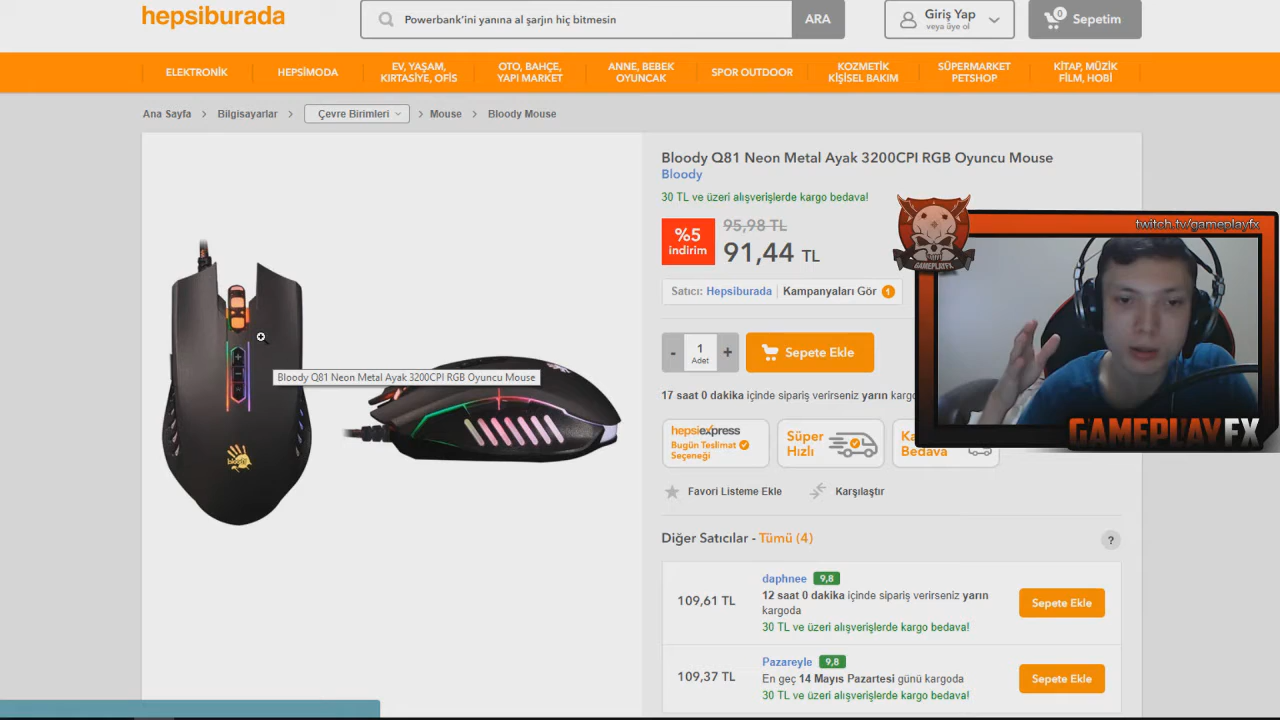 hepsiburada
Powerbank'ini yanına al şarjın hiç bitmesin
ARA
Giriş Yap
veya üye ol
0
Sepetim
ELEKTRONİK
HEPSİMODA
EV, YAŞAM,
KIRTASİYE, OFİS
OTO, BAHÇE,
YAPI MARKET
ANNE, BEBEK
OYUNCAK
SPOR OUTDOOR
KOZMETİK
KİŞİSEL BAKIM
SÜPERMARKET
PETSHOP
KİTAP, MÜZİK
FİLM, HOBİ
Ana Sayfa > Bilgisayarlar > Çevre Birimleri > Mouse > Bloody Mouse
Bloody Q81 Neon Metal Ayak 3200CPI RGB Oyuncu Mouse
Bloody
30 TL ve üzeri alışverişlerde kargo bedava!
%5
indirim
95,98 TL
91,44 TL
Satıcı: Hepsiburada
Kampanyaları Gör 1
- 1 +
Adet
Sepete Ekle
17 saat 0 dakika içinde sipariş verirseniz yarın
hepsiexpress
Bugün Teslimat
Seçeneği
Süper
Hızlı
Bedava
Favori Listeme Ekle
Karşılaştır
Diğer Satıcılar - Tümü (4)
?
109,61 TL
daphnee 9,8
12 saat 0 dakika içinde sipariş verirseniz yarın
kargoda
30 TL ve üzeri alışverişlerde kargo bedava!
Sepete Ekle
109,37 TL
Pazareyle 9,8
En geç 14 Mayıs Pazartesi günü kargoda
30 TL ve üzeri alışverişlerde kargo bedava!
Sepete Ekle
Bloody Q81 Neon Metal Ayak 3200CPI RGB Oyuncu Mouse
bloody
twitch.tv/gameplayfx
GAMEPLAYFX
GAMEPLAYFX